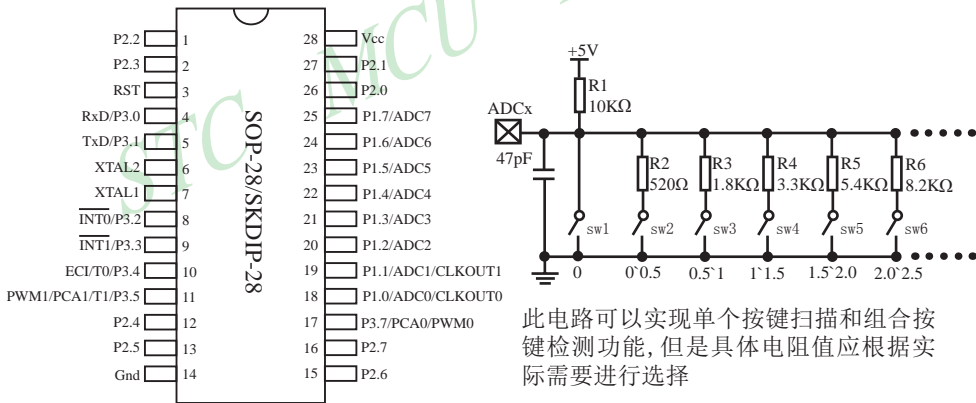 STC MCU
P2.2 1
P2.3 2
RST 3
RxD/P3.0 4
TxD/P3.1 5
XTAL2 6
XTAL1 7
INT0/P3.2 8
INT1/P3.3 9
ECI/T0/P3.4 10
PWM1/PCA1/T1/P3.5 11
P2.4 12
P2.5 13
Gnd 14
SOP-28/SKDIP-28
28 Vcc
27 P2.1
26 P2.0
25 P1.7/ADC7
24 P1.6/ADC6
23 P1.5/ADC5
22 P1.4/ADC4
21 P1.3/ADC3
20 P1.2/ADC2
19 P1.1/ADC1/CLKOUT1
18 P1.0/ADC0/CLKOUT0
17 P3.7/PCA0/PWM0
16 P2.7
15 P2.6
+5V
R1
10KΩ
ADCx
47pF
R2
520Ω
R3
1.8KΩ
R4
3.3KΩ
R5
5.4KΩ
R6
8.2KΩ
sw1
sw2
sw3
sw4
sw5
sw6
0
0`0.5
0.5`1
1`1.5
1.5`2.0
2.0`2.5
此电路可以实现单个按键扫描和组合按
键检测功能,但是具体电阻值应根据实
际需要进行选择